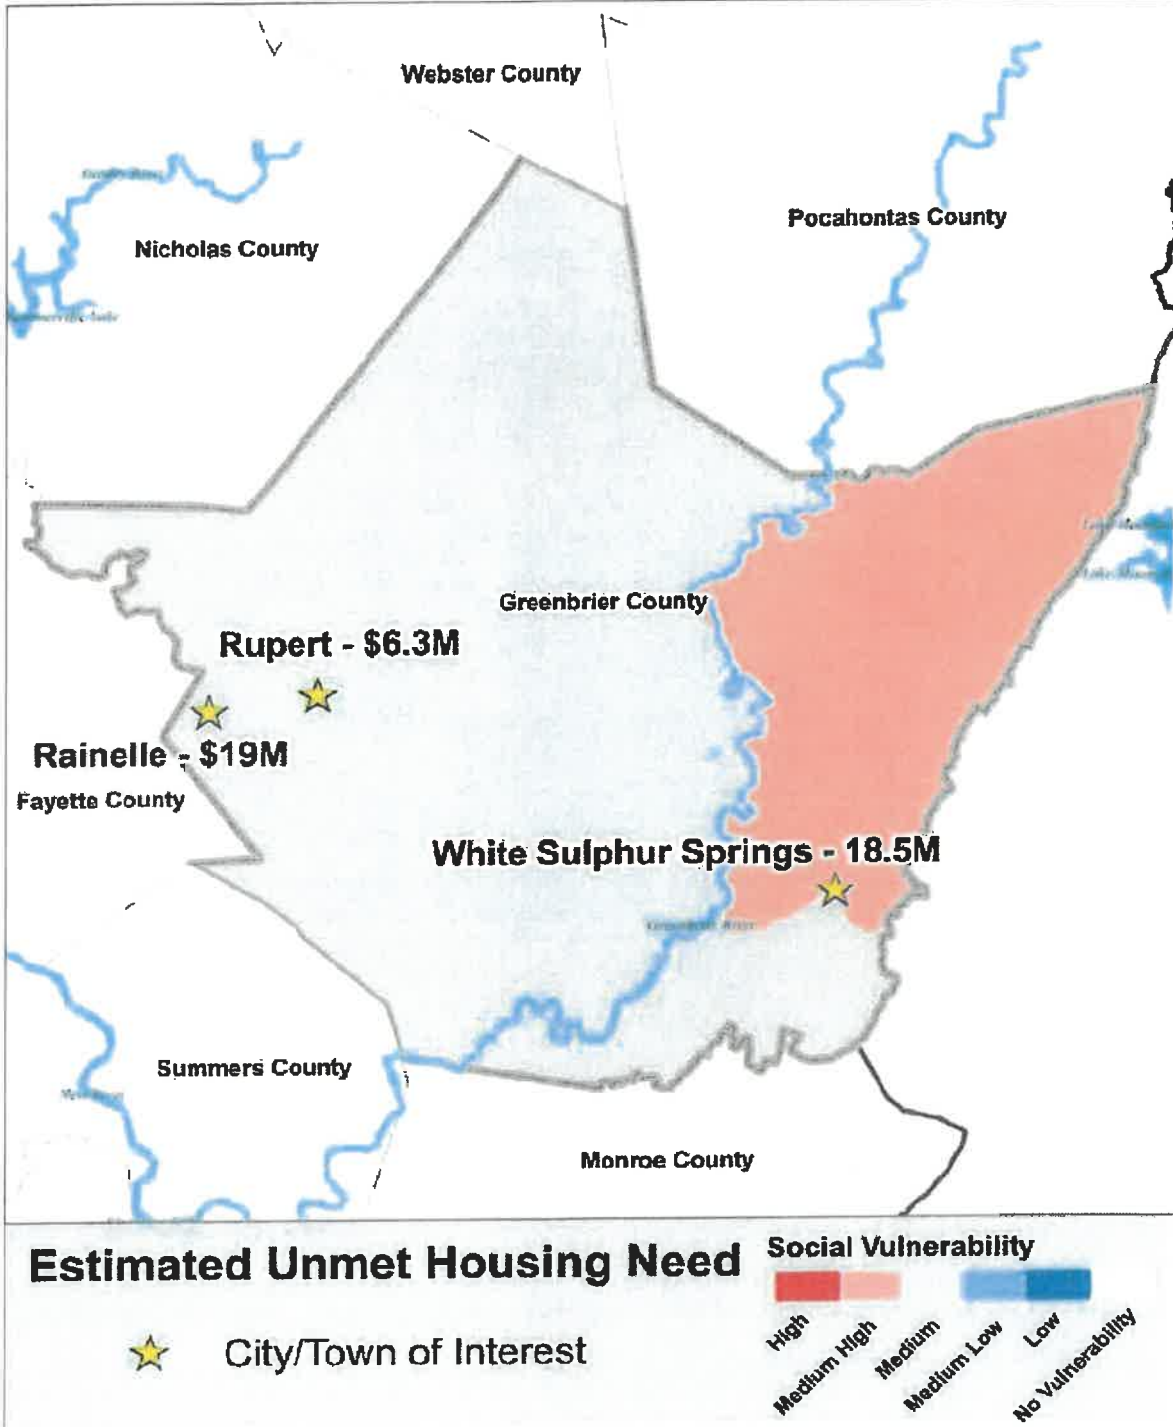 Webster County
Pocahontas County
Nicholas County
Greenbrier County
Rupert - $6.3M
Rainelle - $19M
Fayette County
White Sulphur Springs - 18.5M
Greenbrier River
Summers County
Monroe County
Estimated Unmet Housing Need
City/Town of Interest
Social Vulnerability
High
Medium High
Medium
Medium Low
Low
No Vulnerability